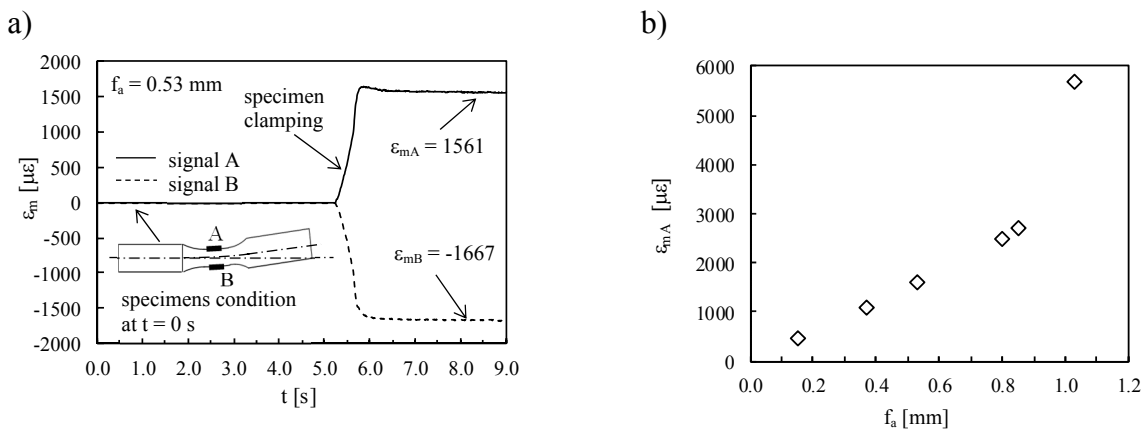 a)
2000
1500
1000
500
0
-500
-1000
-1500
-2000
ε_m [με]
f_a = 0.53 mm
specimen
clamping
ε_mA = 1561
signal A
signal B
A
B
ε_mB = -1667
specimens condition
at t = 0 s
0.0 1.0 2.0 3.0 4.0 5.0 6.0 7.0 8.0 9.0
t [s]
b)
6000
5000
4000
3000
2000
1000
0
ε_mA [με]
0.0 0.2 0.4 0.6 0.8 1.0 1.2
f_a [mm]